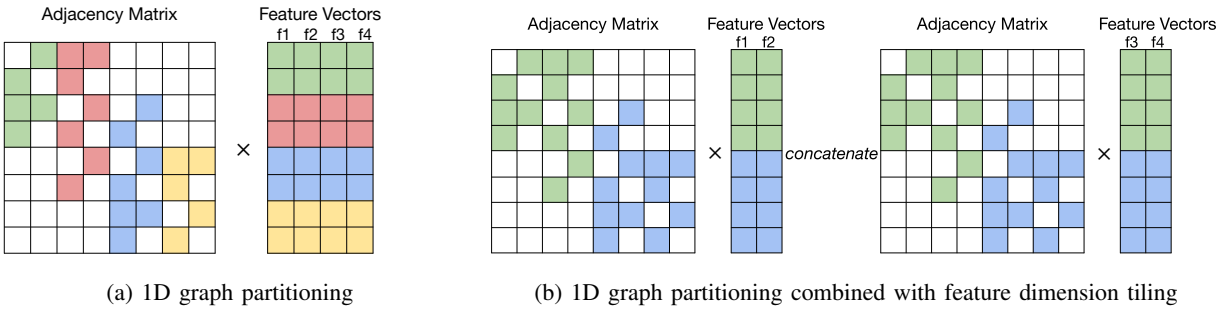 Adjacency Matrix Feature Vectors
f1 f2 f3 f4
×
(a) 1D graph partitioning
Adjacency Matrix Feature Vectors
f1 f2
×
concatenate
Adjacency Matrix Feature Vectors
f3 f4
×
(b) 1D graph partitioning combined with feature dimension tiling